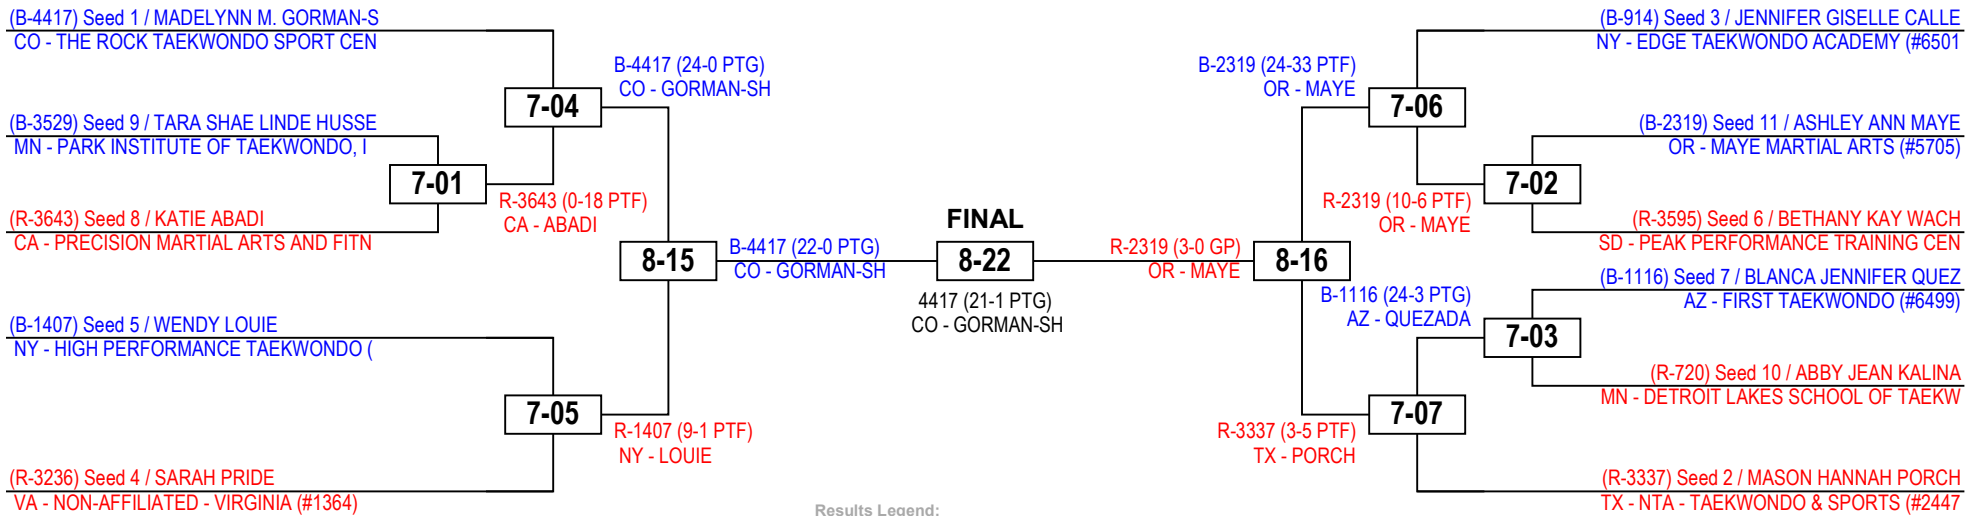 (B-4417) Seed 1 / MADELYNN M. GORMAN-S
CO - THE ROCK TAEKWONDO SPORT CEN
(B-3529) Seed 9 / TARA SHAE LINDE HUSSE
MN - PARK INSTITUTE OF TAEKWONDO, I
(R-3643) Seed 8 / KATIE ABADI
CA - PRECISION MARTIAL ARTS AND FITN
(B-1407) Seed 5 / WENDY LOUIE
NY - HIGH PERFORMANCE TAEKWONDO (
(R-3236) Seed 4 / SARAH PRIDE
VA - NON-AFFILIATED - VIRGINIA (#1364)
7-01
R-3643 (0-18 PTF)
CA - ABADI
7-04
B-4417 (24-0 PTG)
CO - GORMAN-SH
7-05
R-1407 (9-1 PTF)
NY - LOUIE
8-15
B-4417 (22-0 PTG)
CO - GORMAN-SH
FINAL
8-22
4417 (21-1 PTG)
CO - GORMAN-SH
R-2319 (3-0 GP)
OR - MAYE
8-16
B-2319 (24-33 PTF)
OR - MAYE
7-06
R-2319 (10-6 PTF)
OR - MAYE
7-02
B-1116 (24-3 PTG)
AZ - QUEZADA
7-03
R-3337 (3-5 PTF)
TX - PORCH
7-07
(B-914) Seed 3 / JENNIFER GISELLE CALLE
NY - EDGE TAEKWONDO ACADEMY (#6501
(B-2319) Seed 11 / ASHLEY ANN MAYE
OR - MAYE MARTIAL ARTS (#5705)
(R-3595) Seed 6 / BETHANY KAY WACH
SD - PEAK PERFORMANCE TRAINING CEN
(B-1116) Seed 7 / BLANCA JENNIFER QUEZ
AZ - FIRST TAEKWONDO (#6499)
(R-720) Seed 10 / ABBY JEAN KALINA
MN - DETROIT LAKES SCHOOL OF TAEKW
(R-3337) Seed 2 / MASON HANNAH PORCH
TX - NTA - TAEKWONDO & SPORTS (#2447
Results Legend: